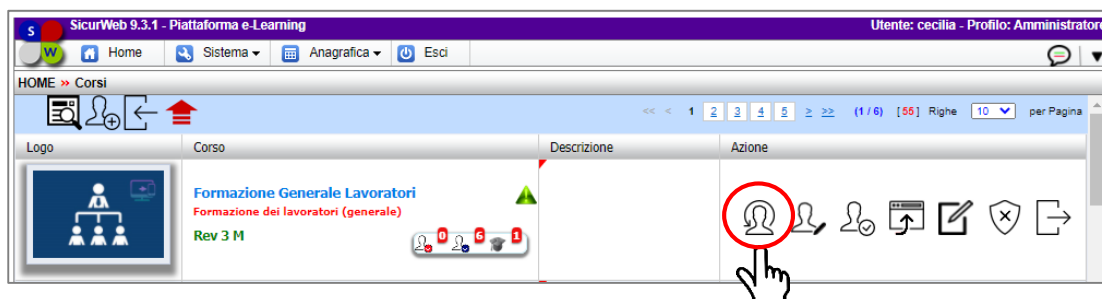 S W SicurWeb 9.3.1 - Piattaforma e-Learning Utente: cecilia - Profilo: Amministratore
Home Sistema Anagrafica Esci
HOME » Corsi
<< < 1 2 3 4 5 > >> (1 / 6) [ 55 ] Righe 10 per Pagina
Logo Corso Descrizione Azione
Formazione Generale Lavoratori
Formazione dei lavoratori (generale)
Rev 3 M
0 6 1